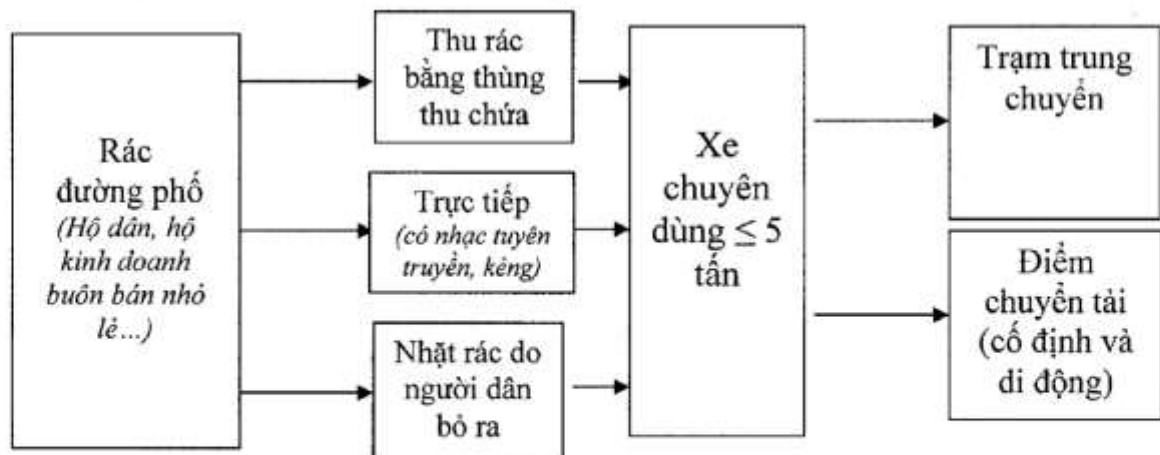 Rác
đường phố
(Hộ dân, hộ
kinh doanh
buôn bán nhỏ
lẻ…)
Thu rác
bằng thùng
thu chứa
Trực tiếp
(có nhạc tuyên
truyền, kẻng)
Nhặt rác do
người dân
bỏ ra
Xe
chuyên
dùng ≤ 5
tấn
Trạm trung
chuyển
Điểm
chuyển tải
(cố định và
di động)